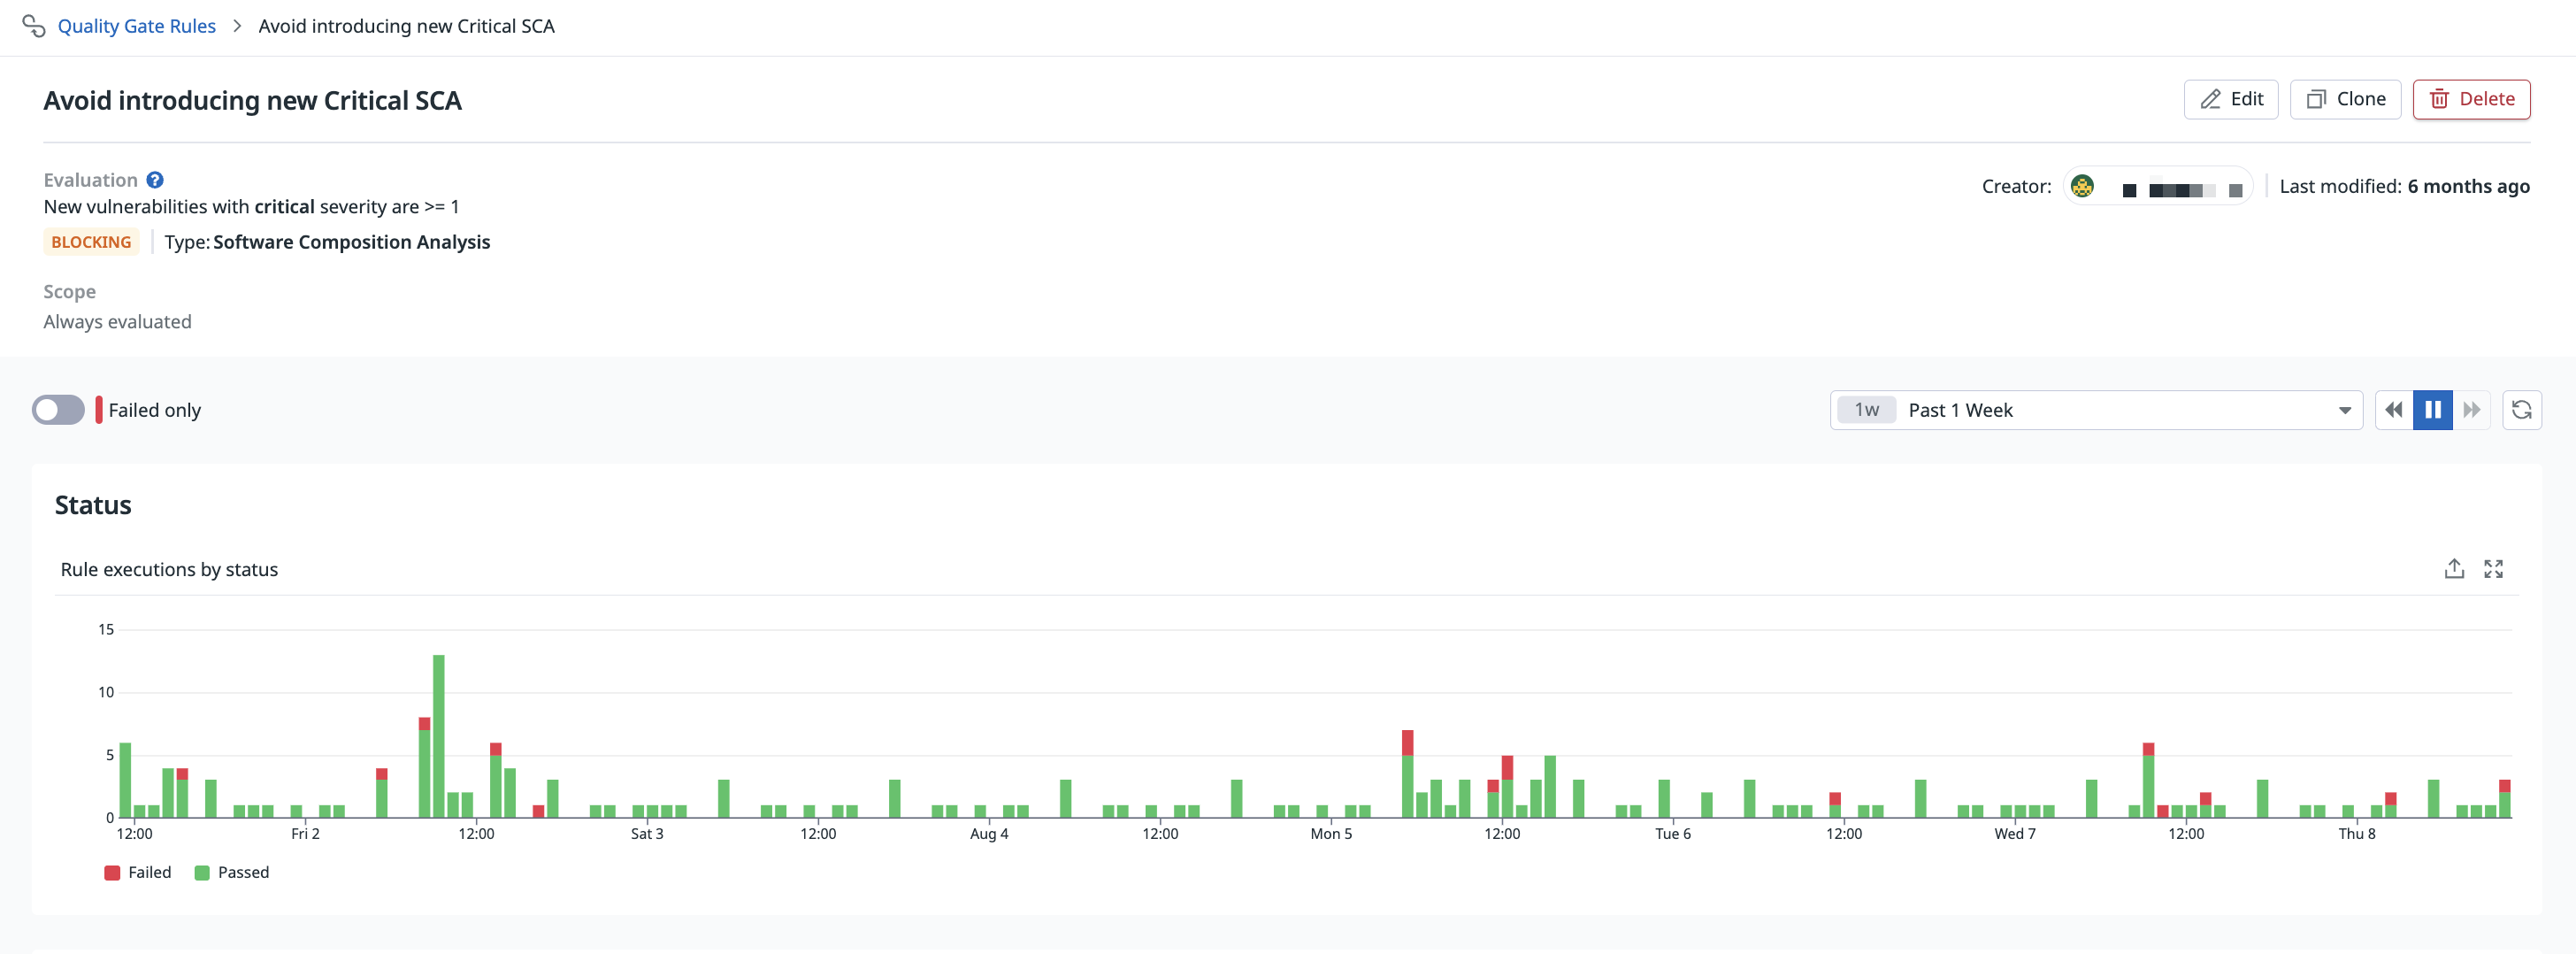 Quality Gate Rules > Avoid introducing new Critical SCA
Avoid introducing new Critical SCA
Edit
Clone
Delete
Evaluation ?
New vulnerabilities with critical severity are >= 1
BLOCKING
Type: Software Composition Analysis
Creator:
Last modified: 6 months ago
Scope
Always evaluated
Failed only
1w Past 1 Week
Status
Rule executions by status
15
10
5
0
12:00 Fri 2 12:00 Sat 3 12:00 Aug 4 12:00 Mon 5 12:00 Tue 6 12:00 Wed 7 12:00 Thu 8
Failed Passed